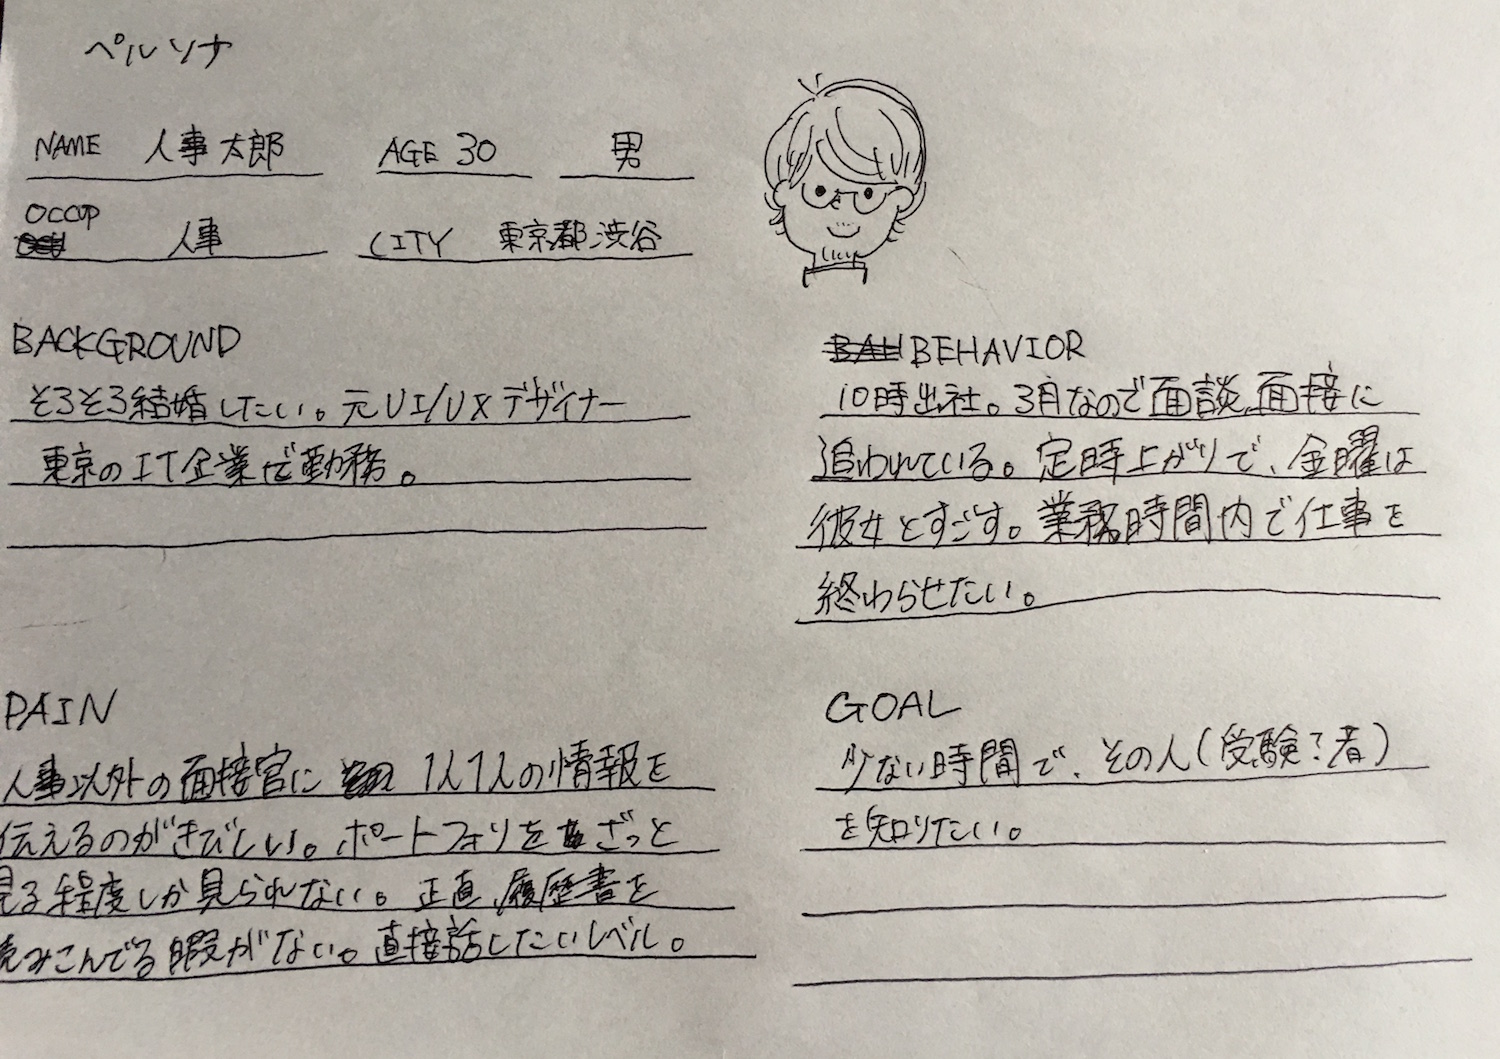 ペルソナ
NAME 人事太郎 AGE 30 男
OCCUP 人事 CITY 東京都渋谷
BACKGROUND
そろそろ結婚したい。元UI/UXデザイナー
東京のIT企業で勤務。
BEHAVIOR
10時出社。3月なので面談、面接に
追われている。定時上がりで、金曜は
彼女とすごす。業務時間内で仕事を
終わらせたい。
PAIN
人事以外の面接官に 1人1人の情報を
伝えるのがきびしい。ポートフォリオを ざっと
見る程度しか見られない。正直、履歴書を
読みこんでる暇がない。直接話したいレベル。
GOAL
少ない時間で、その人(受験?者)
を知りたい。